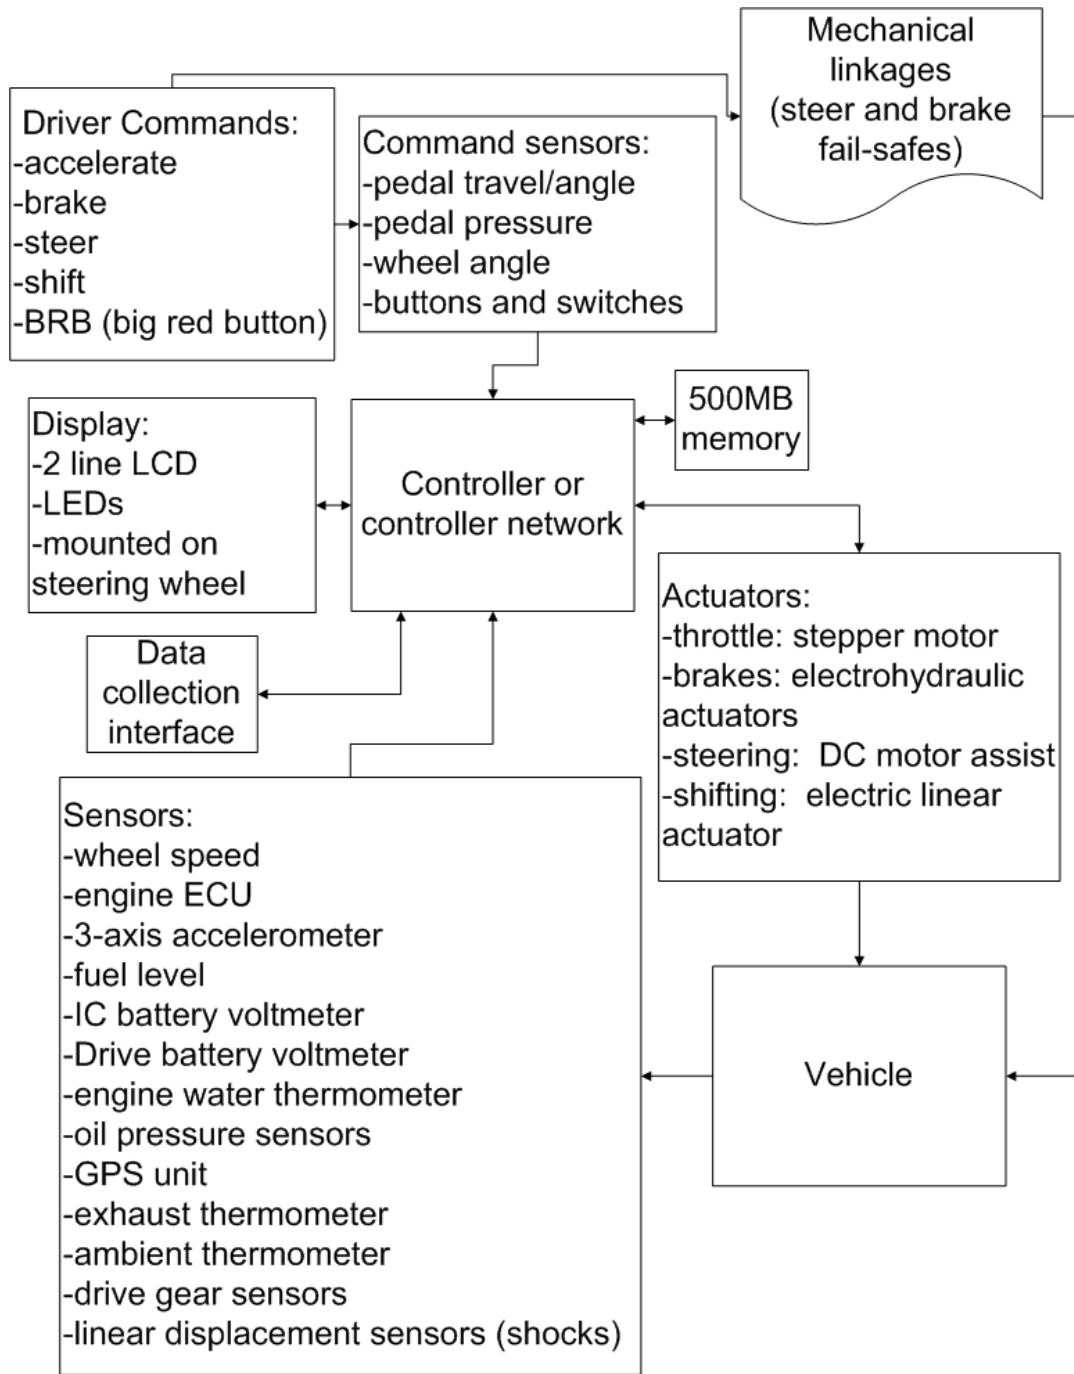 Mechanical
linkages
(steer and brake
fail-safes)
Driver Commands:
-accelerate
-brake
-steer
-shift
-BRB (big red button)
Command sensors:
-pedal travel/angle
-pedal pressure
-wheel angle
-buttons and switches
Display:
-2 line LCD
-LEDs
-mounted on
steering wheel
Controller or
controller network
500MB
memory
Data
collection
interface
Actuators:
-throttle: stepper motor
-brakes: electrohydraulic
actuators
-steering:  DC motor assist
-shifting:  electric linear
actuator
Sensors:
-wheel speed
-engine ECU
-3-axis accelerometer
-fuel level
-IC battery voltmeter
-Drive battery voltmeter
-engine water thermometer
-oil pressure sensors
-GPS unit
-exhaust thermometer
-ambient thermometer
-drive gear sensors
-linear displacement sensors (shocks)
Vehicle